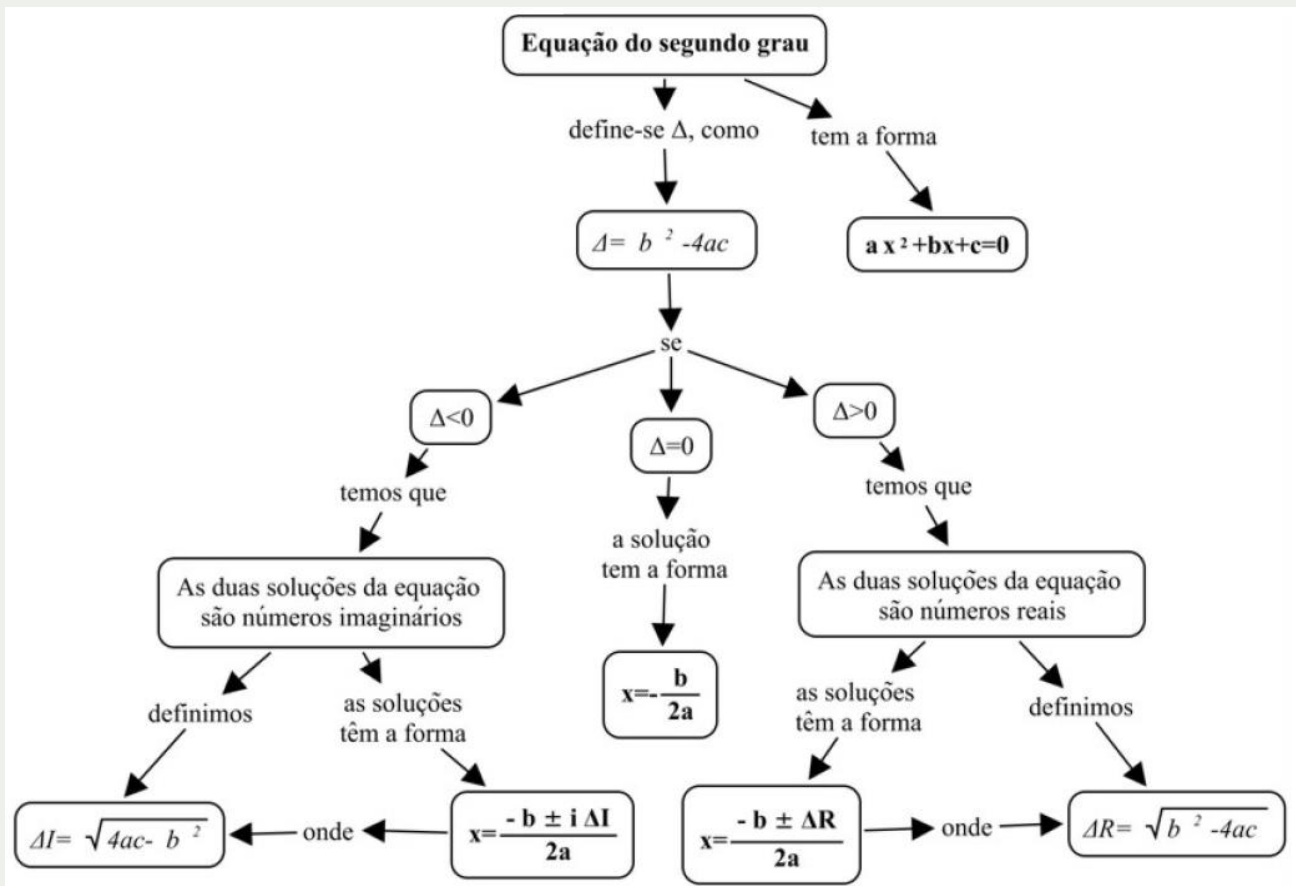 Equação do segundo grau
define-se Δ, como
tem a forma
Δ= b ² -4ac
a x ² +bx+c=0
se
Δ<0
Δ=0
Δ>0
temos que
temos que
a solução
tem a forma
As duas soluções da equação
são números imaginários
As duas soluções da equação
são números reais
x=- b/2a
definimos
as soluções
têm a forma
as soluções
têm a forma
definimos
ΔI= √4ac- b ²
onde
x= - b ± i ΔI/2a
x= - b ± ΔR/2a
onde
ΔR= √b ² -4ac